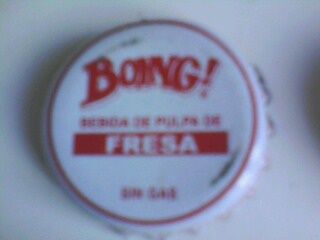 BOING!
BEBIDA DE PULPA DE
FRESA
SIN GAS